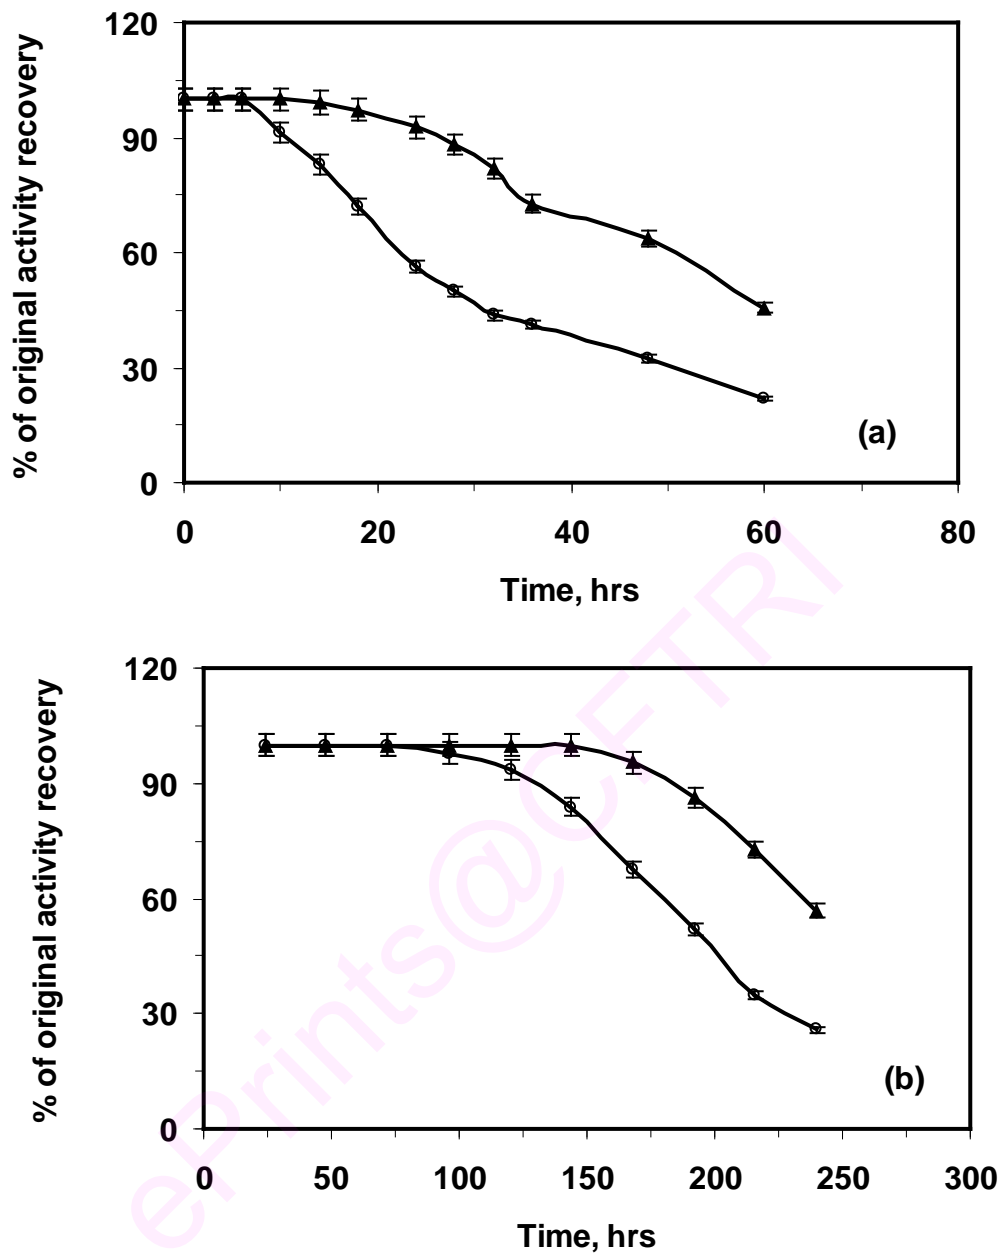 120
90
60
30
0
% of original activity recovery
0 20 40 60 80
Time, hrs
(a)
120
90
60
30
0
% of original activity recovery
0 50 100 150 200 250 300
Time, hrs
(b)
ePrints@CFTRI